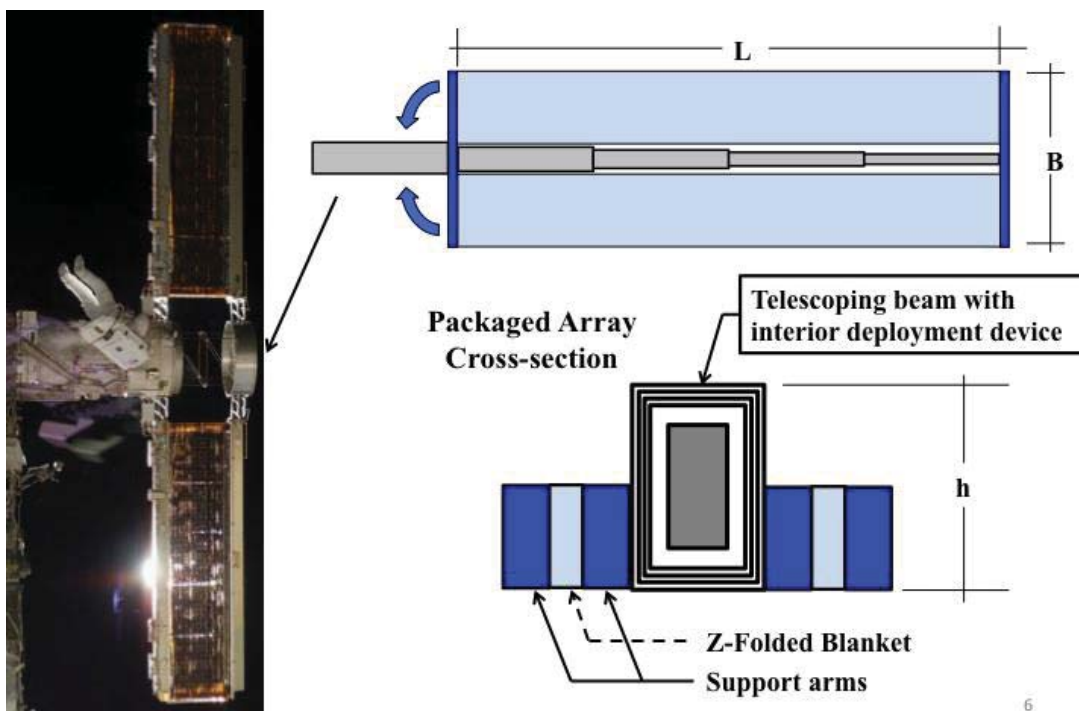 L
B
Telescoping beam with
interior deployment device
Packaged Array
Cross-section
h
Z-Folded Blanket
Support arms
6